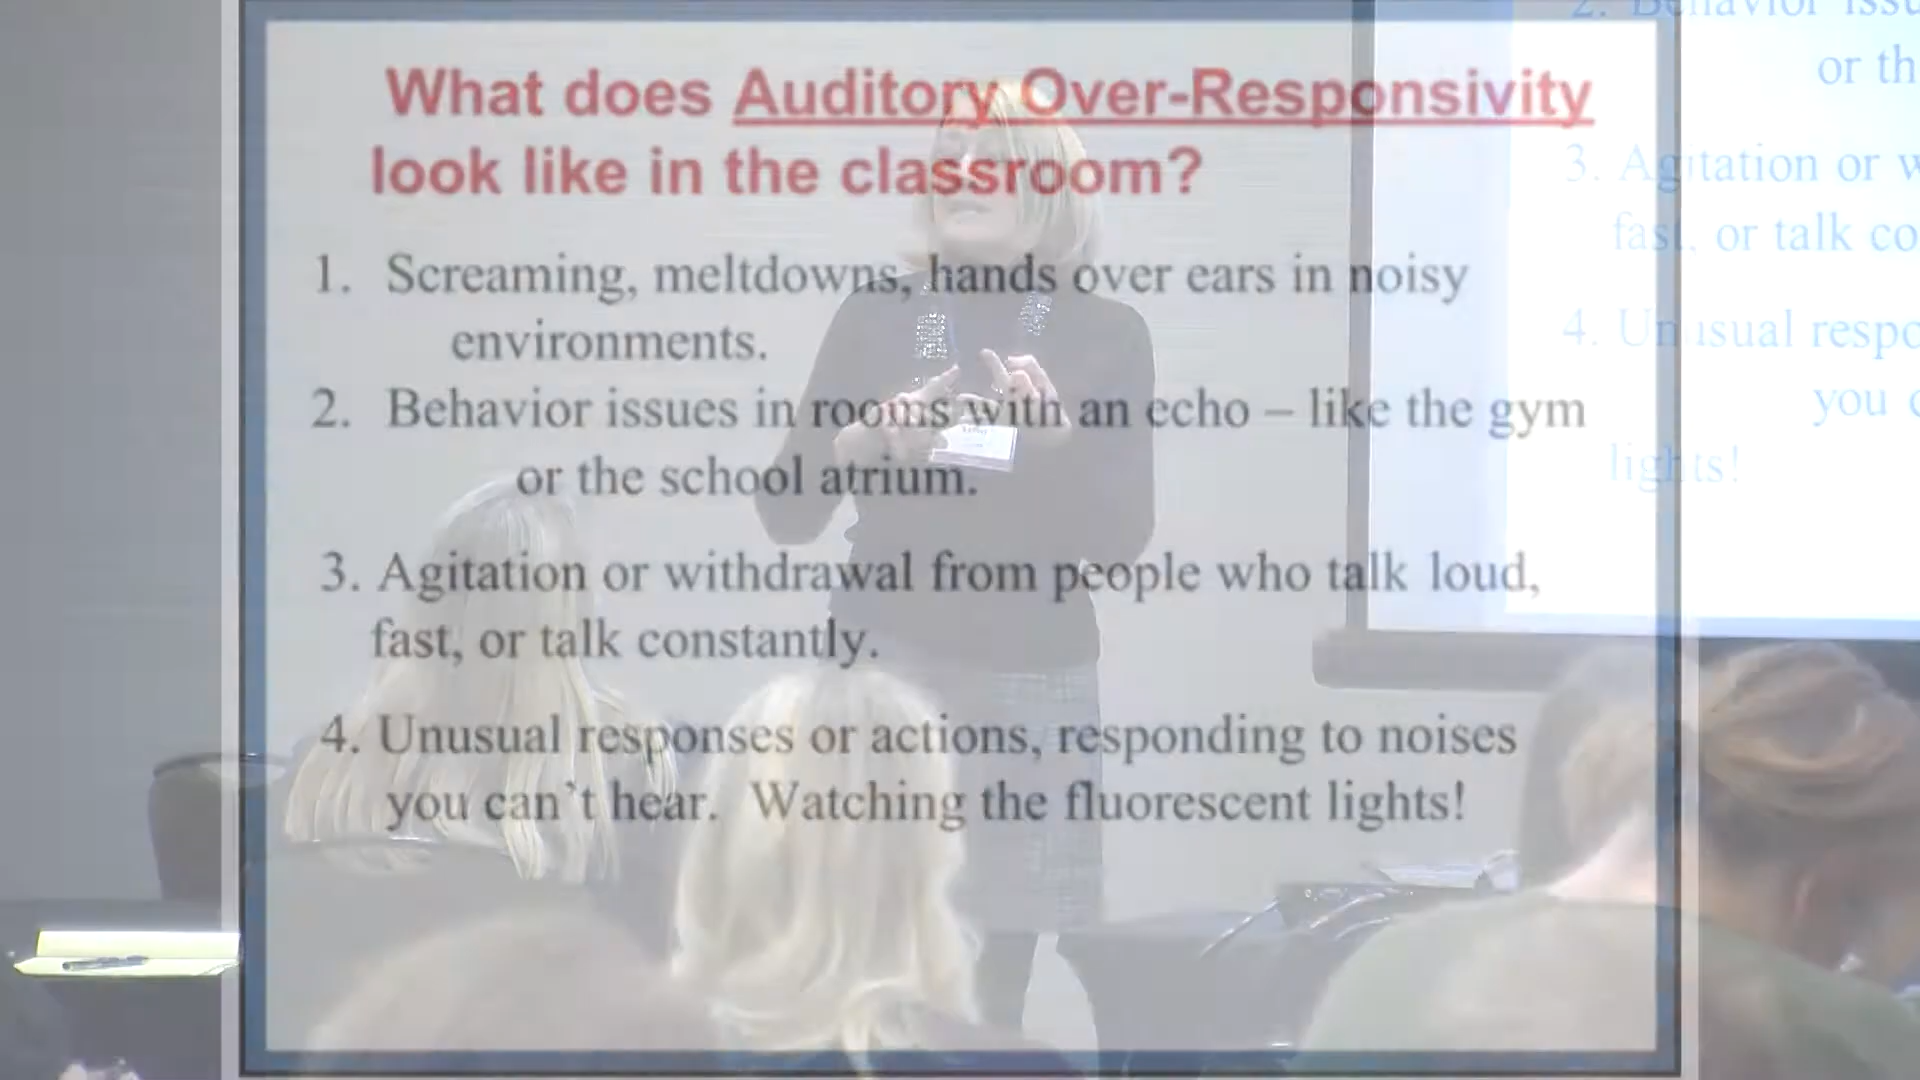 What does Auditory Over-Responsivity
look like in the classroom?
1. Screaming, meltdowns, hands over ears in noisy
environments.
2. Behavior issues in rooms with an echo – like the gym
or the school atrium.
3. Agitation or withdrawal from people who talk loud,
fast, or talk constantly.
4. Unusual responses or actions, responding to noises
you can't hear. Watching the fluorescent lights!
2. Behavior issu
or th
3. Agitation or w
fast, or talk co
4. Unusual respo
you c
lights!